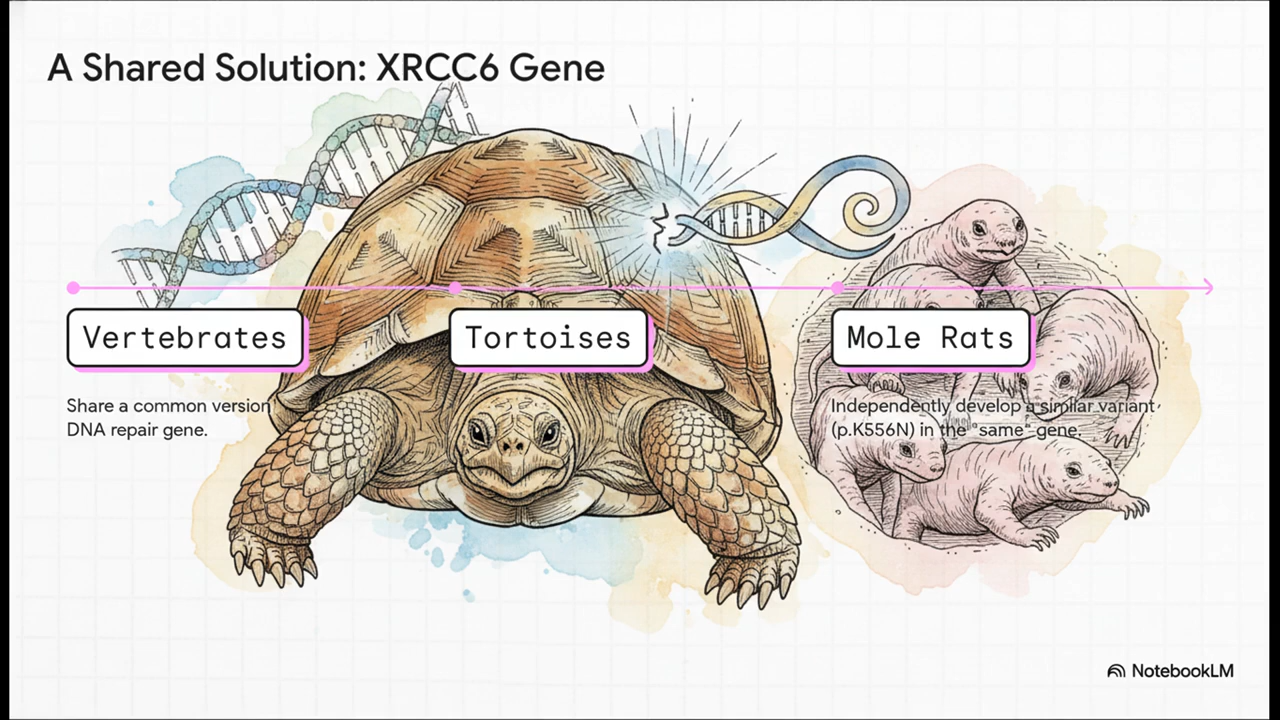 A Shared Solution: XRCC6 Gene
Vertebrates
Share a common version
DNA repair gene.
Tortoises
Mole Rats
Independently develop a similar variant
(p.K556N) in the "same" gene.
NotebookLM